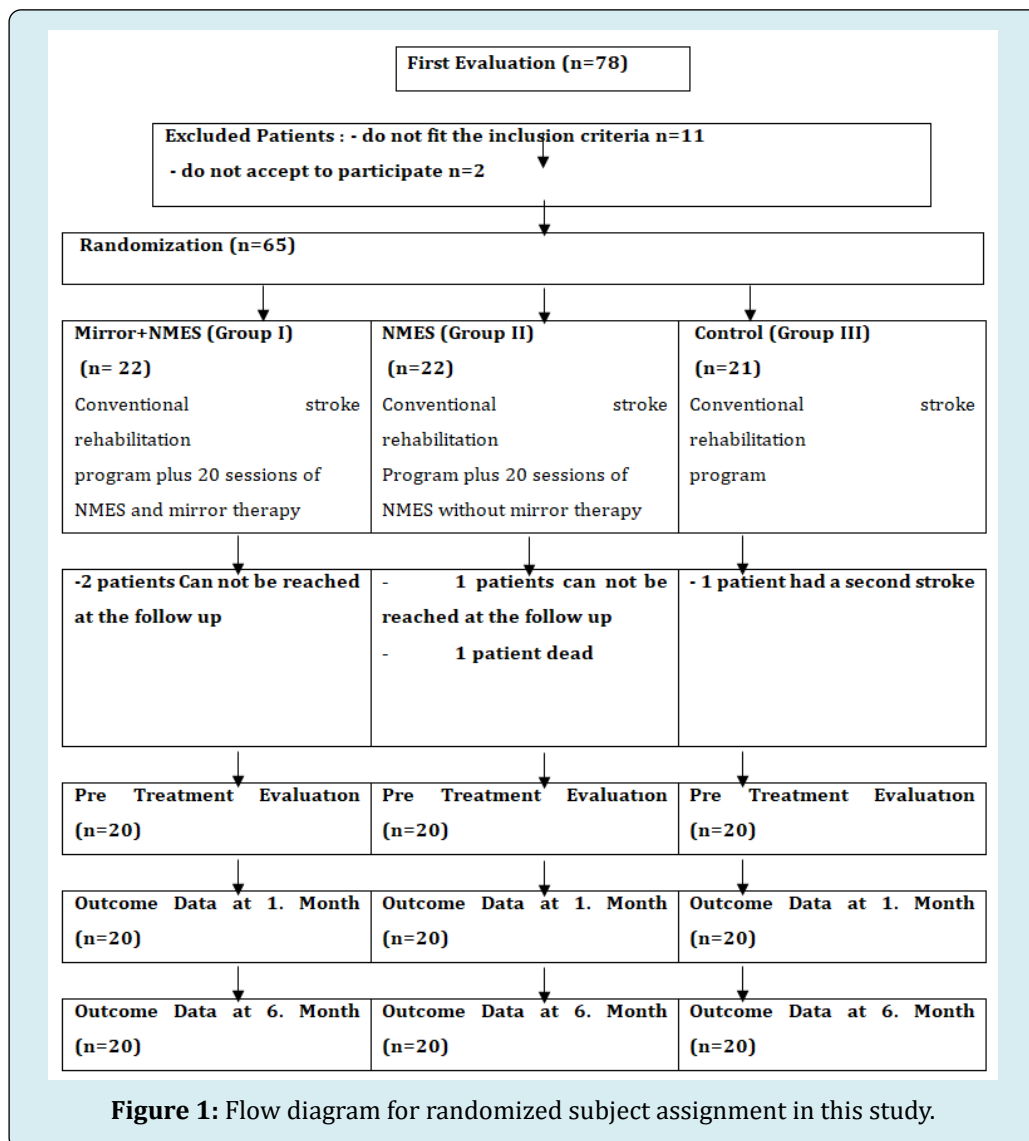 First Evaluation (n=78)
Excluded Patients : - do not fit the inclusion criteria n=11
- do not accept to participate n=2
Randomization (n=65)
Mirror+NMES (Group I)
(n= 22)
Conventional stroke
rehabilitation
program plus 20 sessions of
NMES and mirror therapy
NMES (Group II)
(n=22)
Conventional stroke
rehabilitation
Program plus 20 sessions of
NMES without mirror therapy
Control (Group III)
(n=21)
Conventional stroke
rehabilitation
program
-2 patients Can not be reached
at the follow up
- 1 patients can not be
reached at the follow up
- 1 patient dead
- 1 patient had a second stroke
Pre Treatment Evaluatıon
(n=20)
Pre Treatment Evaluatıon
(n=20)
Pre Treatment Evaluatıon
(n=20)
Outcome Data at 1. Month
(n=20)
Outcome Data at 1. Month
(n=20)
Outcome Data at 1. Month
(n=20)
Outcome Data at 6. Month
(n=20)
Outcome Data at 6. Month
(n=20)
Outcome Data at 6. Month
(n=20)
Figure 1: Flow diagram for randomized subject assignment in this study.